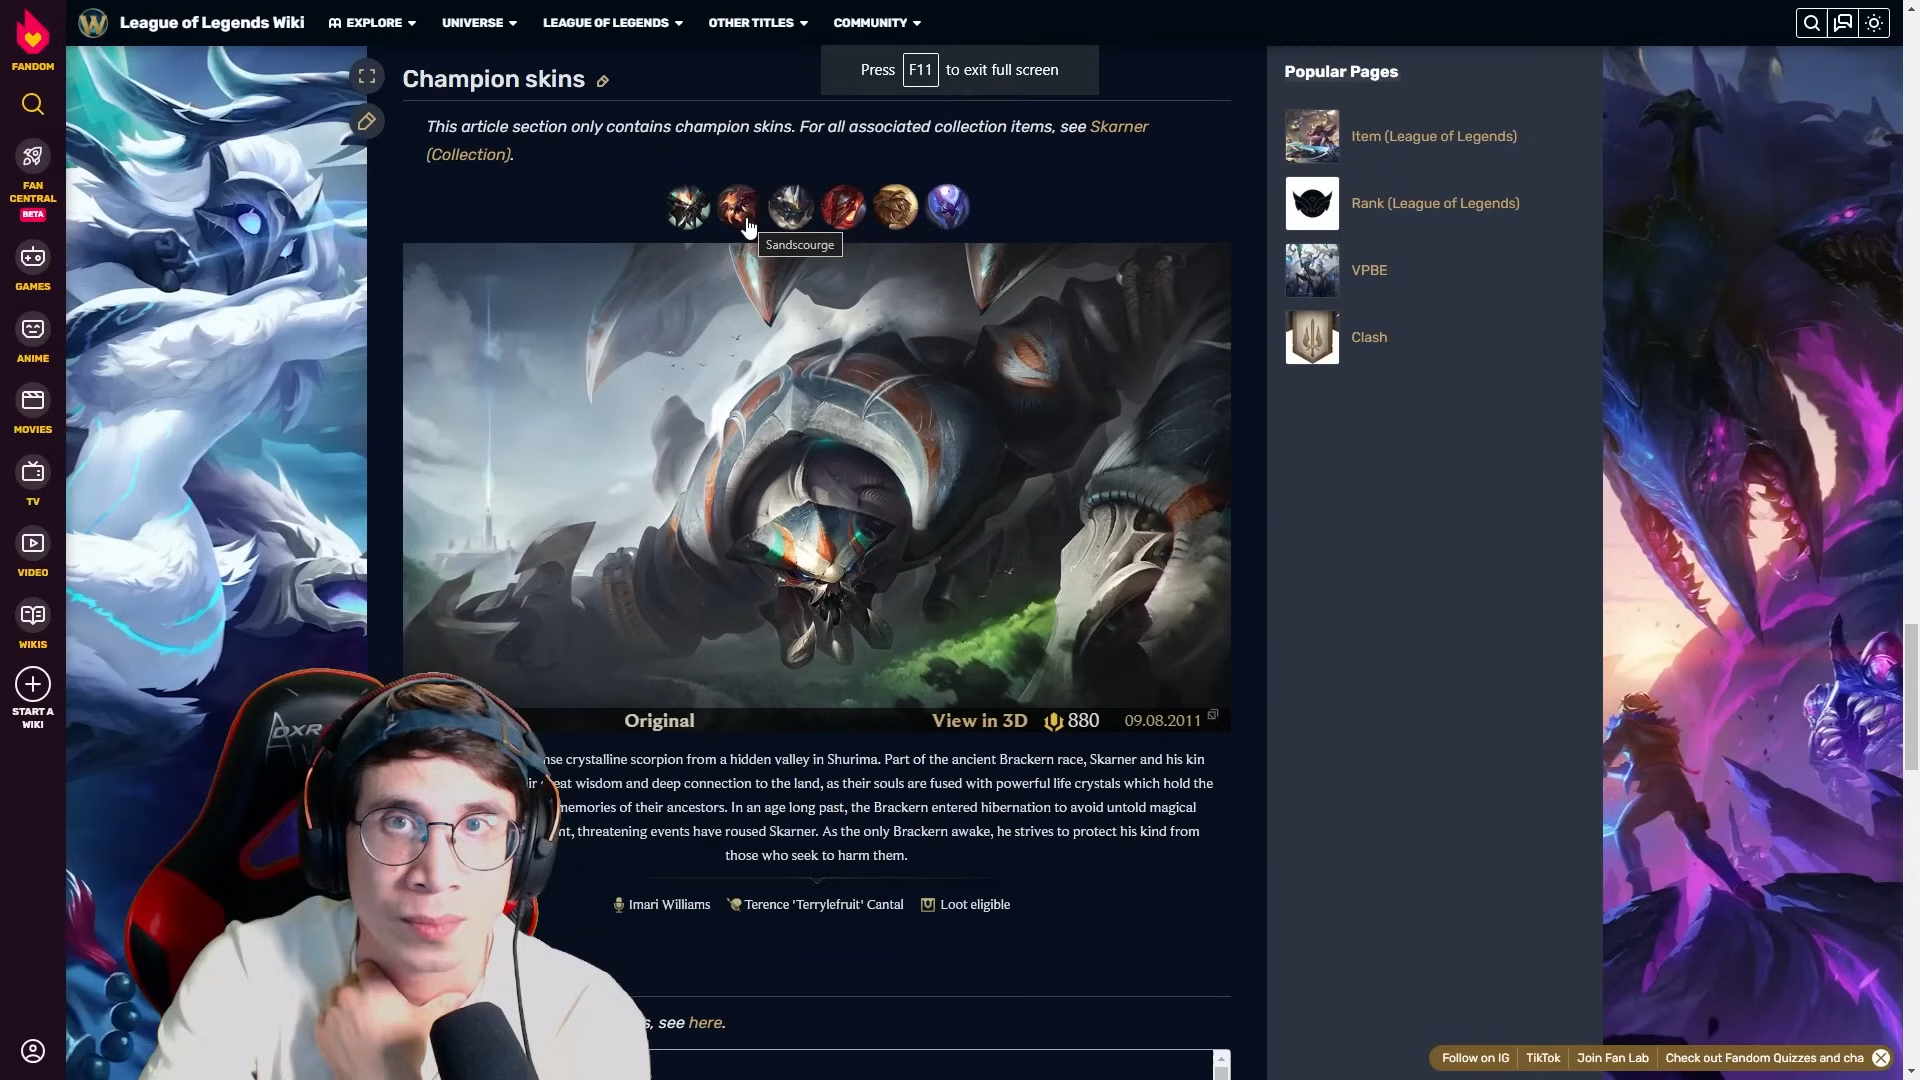 FANDOM
FAN
CENTRAL
BETA
GAMES
ANIME
MOVIES
TV
VIDEO
WIKIS
START A
WIKI
League of Legends Wiki
EXPLORE
UNIVERSE
LEAGUE OF LEGENDS
OTHER TITLES
COMMUNITY
Press F11 to exit full screen
Champion skins
This article section only contains champion skins. For all associated collection items, see Skarner
(Collection).
Sandscourge
Original
View in 3D
880
09.08.2011
crystalline scorpion from a hidden valley in Shurima. Part of the ancient Brackern race, Skarner and his kin
wisdom and deep connection to the land, as their souls are fused with powerful life crystals which hold the
memories of their ancestors. In an age long past, the Brackern entered hibernation to avoid untold magical
threatening events have roused Skarner. As the only Brackern awake, he strives to protect his kind from
those who seek to harm them.
Imari Williams
Terence 'Terrylefruit' Cantal
Loot eligible
see here.
DXR
Popular Pages
Item (League of Legends)
Rank (League of Legends)
VPBE
Clash
Follow on IG
TikTok
Join Fan Lab
Check out Fandom Quizzes and cha